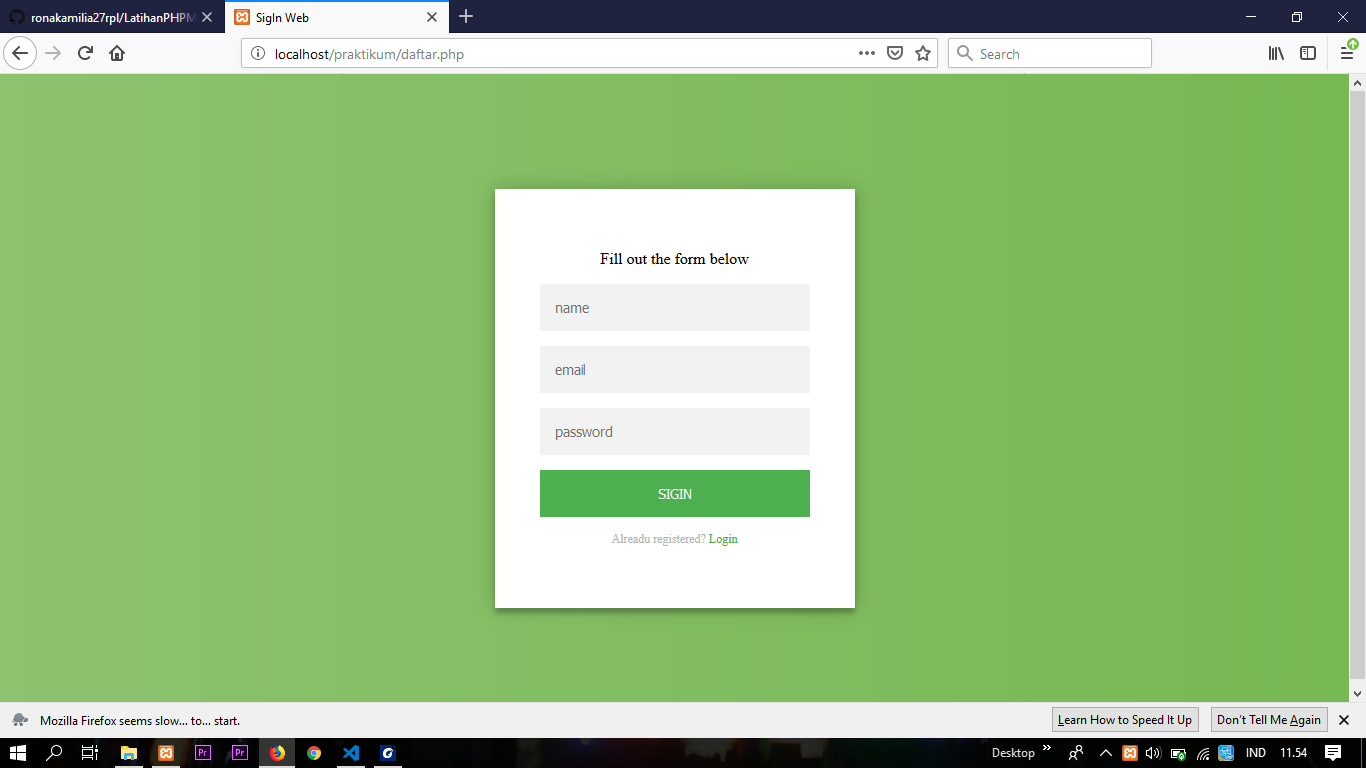 ronakamilia27rpl/LatihanPHPM
SigIn Web
localhost/praktikum/daftar.php
Search
Fill out the form below
name
email
password
SIGIN
Alreadu registered? Login
Mozilla Firefox seems slow... to... start.
Learn How to Speed It Up
Don't Tell Me Again
Pr
Pr
Desktop
IND
11.54